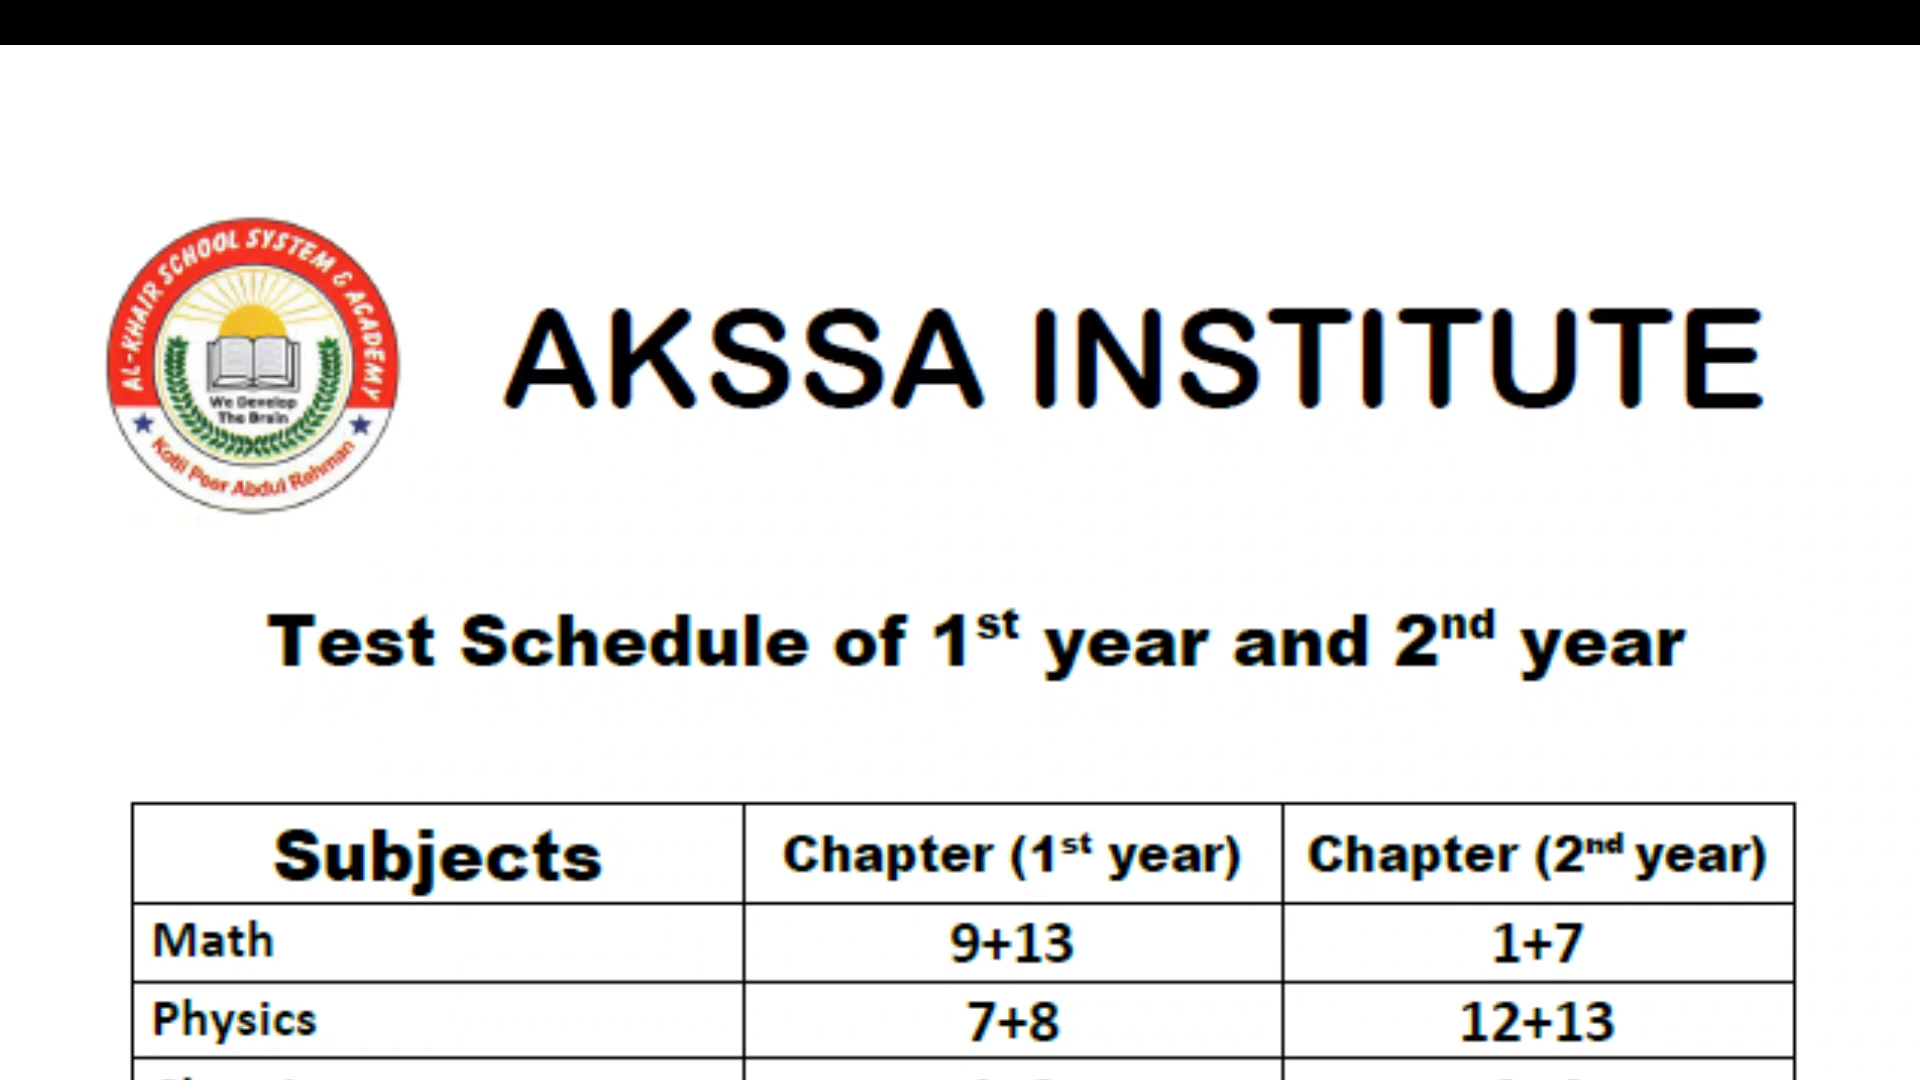 AL-KHAIR SCHOOL SYSTEM & ACADEMY
We Develop
The Brain
Kotli Peer Abdul Rehman
AKSSA INSTITUTE
Test Schedule of 1st year and 2nd year
Subjects Chapter (1st year) Chapter (2nd year)
Math 9+13 1+7
Physics 7+8 12+13